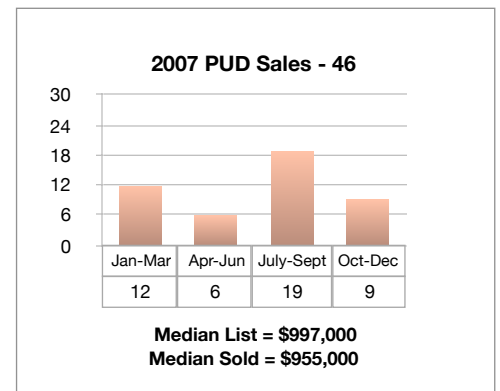 2007 PUD Sales - 46
30
24
18
12
6
0
Jan-Mar Apr-Jun July-Sept Oct-Dec
12 6 19 9
Median List = $997,000
Median Sold = $955,000